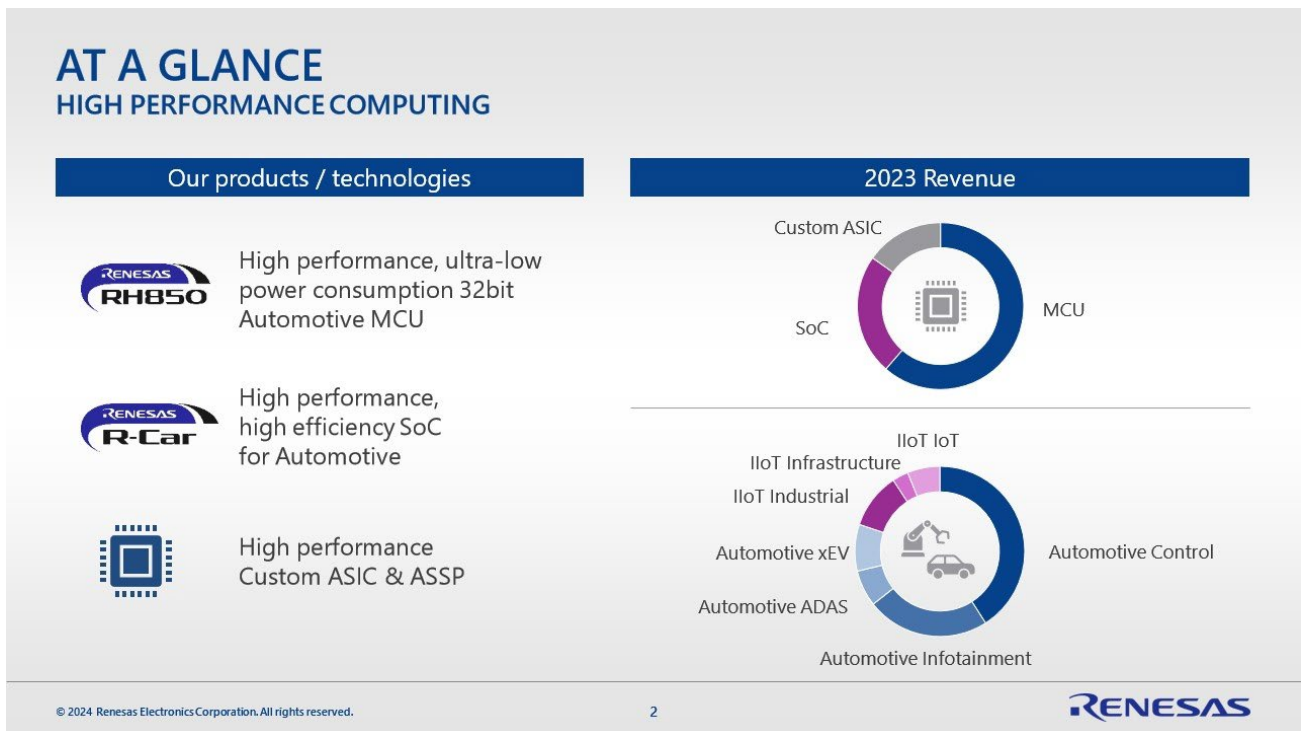 AT A GLANCE
HIGH PERFORMANCE COMPUTING
Our products / technologies
RENESAS
RH850
High performance, ultra-low
power consumption 32bit
Automotive MCU
RENESAS
R-Car
High performance,
high efficiency SoC
for Automotive
High performance
Custom ASIC & ASSP
2023 Revenue
Custom ASIC
SoC
MCU
IIoT IoT
IIoT Infrastructure
IIoT Industrial
Automotive xEV
Automotive Control
Automotive ADAS
Automotive Infotainment
© 2024 Renesas Electronics Corporation. All rights reserved.
2
RENESAS